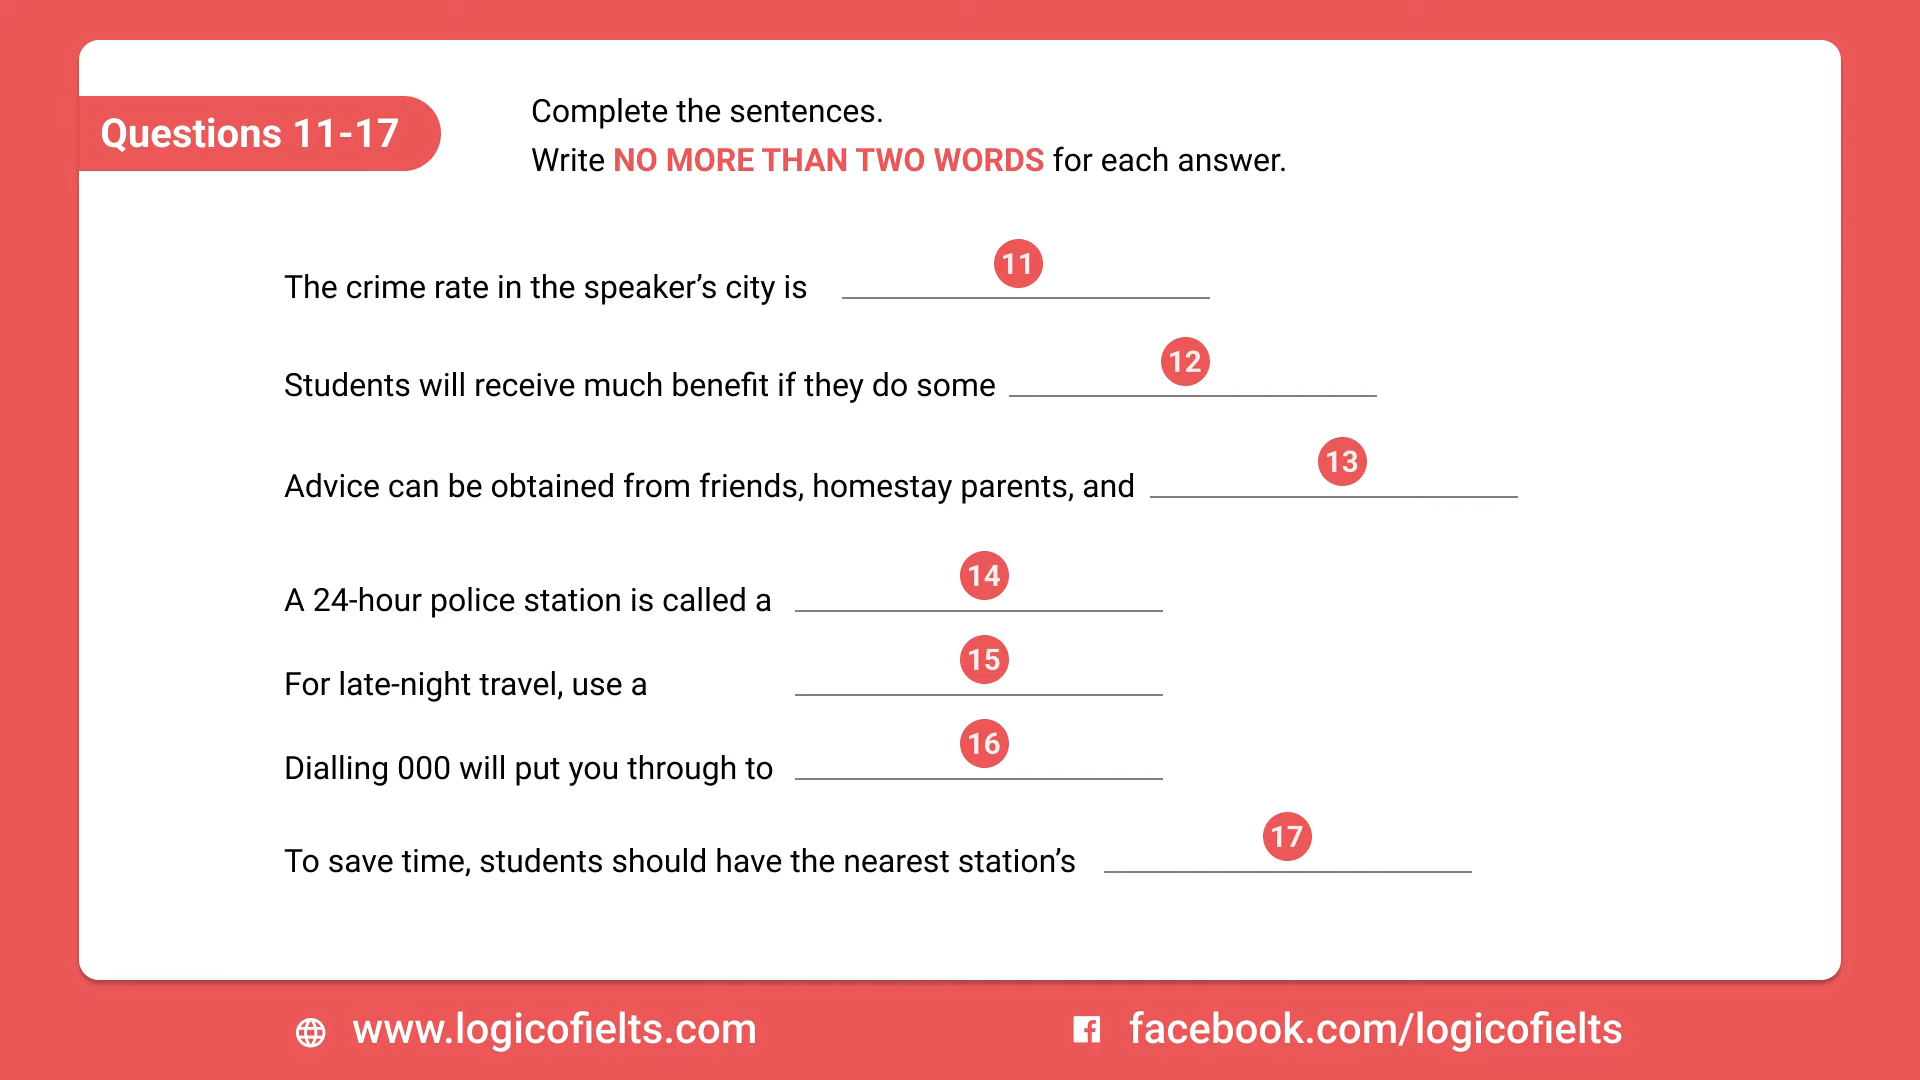 Questions 11-17
Complete the sentences.
Write NO MORE THAN TWO WORDS for each answer.
The crime rate in the speaker’s city is 11
Students will receive much benefit if they do some 12
Advice can be obtained from friends, homestay parents, and 13
A 24-hour police station is called a 14
For late-night travel, use a 15
Dialling 000 will put you through to 16
To save time, students should have the nearest station’s 17
www.logicofielts.com
facebook.com/logicofielts